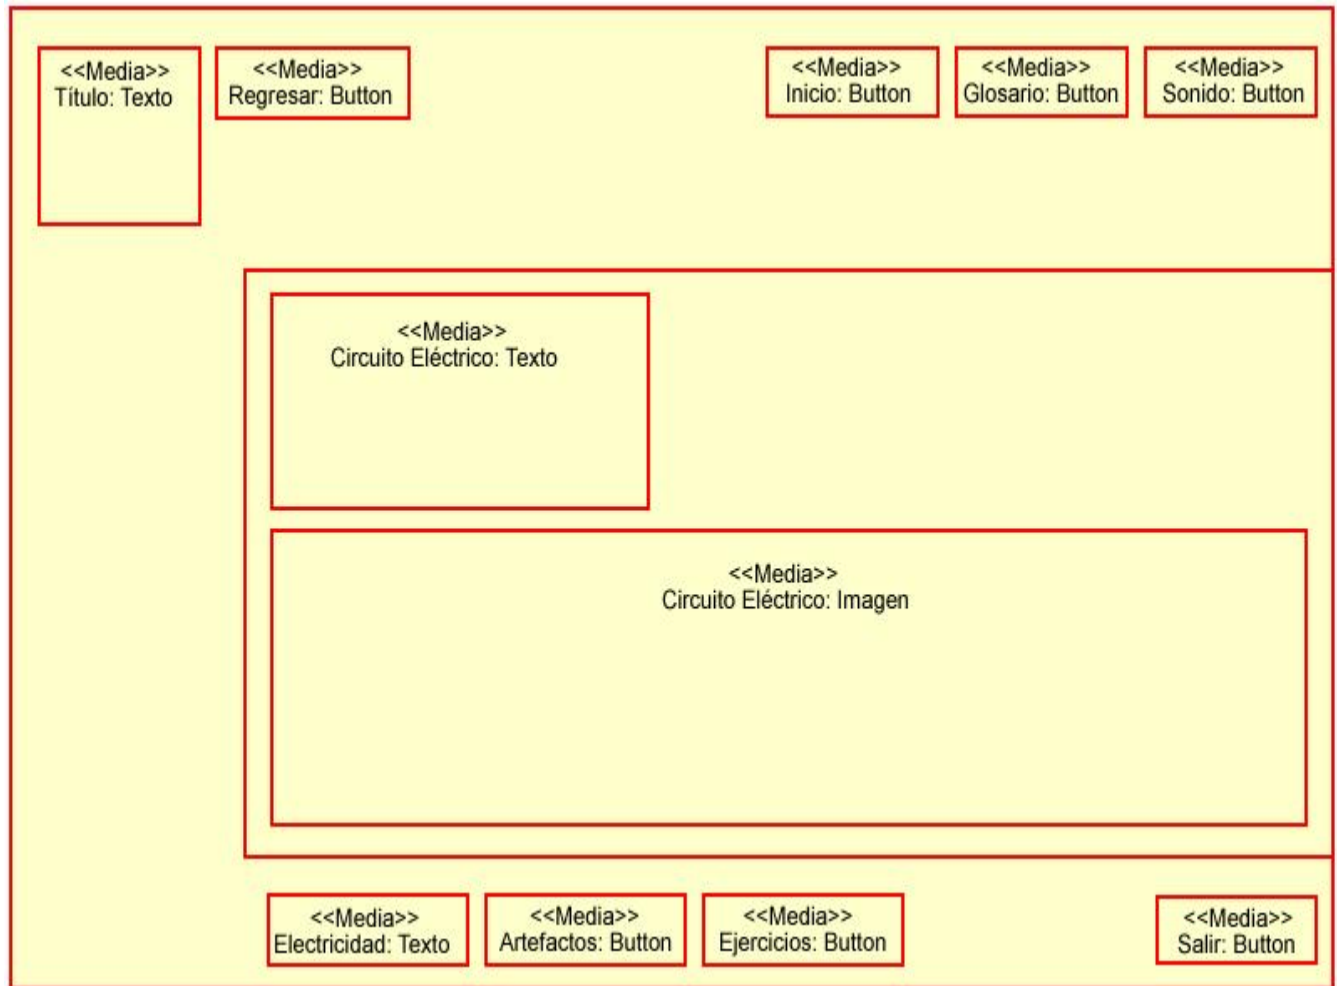 <<Media>>
Título: Texto
<<Media>>
Regresar: Button
<<Media>>
Inicio: Button
<<Media>>
Glosario: Button
<<Media>>
Sonido: Button
<<Media>>
Circuito Eléctrico: Texto
<<Media>>
Circuito Eléctrico: Imagen
<<Media>>
Electricidad: Texto
<<Media>>
Artefactos: Button
<<Media>>
Ejercicios: Button
<<Media>>
Salir: Button